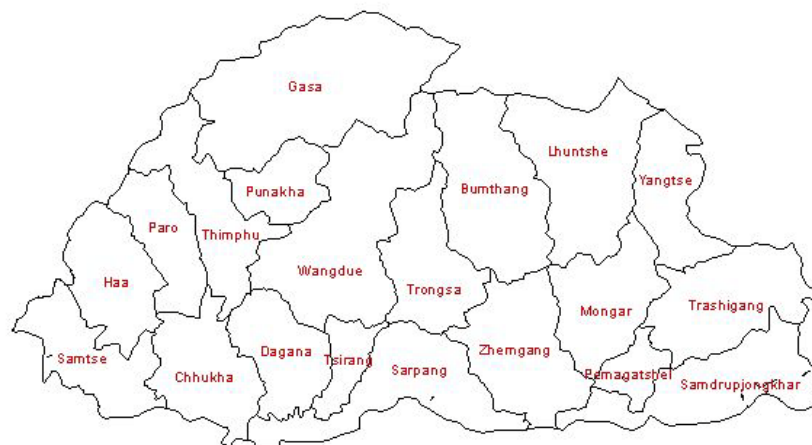 Gasa
Lhuntshe
Punakha
Bumthang
Yangtse
Paro
Thimphu
Wangdue
Haa
Trongsa
Mongar
Trashigang
Samtse
Chhukha
Dagana
Tsirang
Sarpang
Zhemgang
Pemagatshel
Samdrupjongkhar